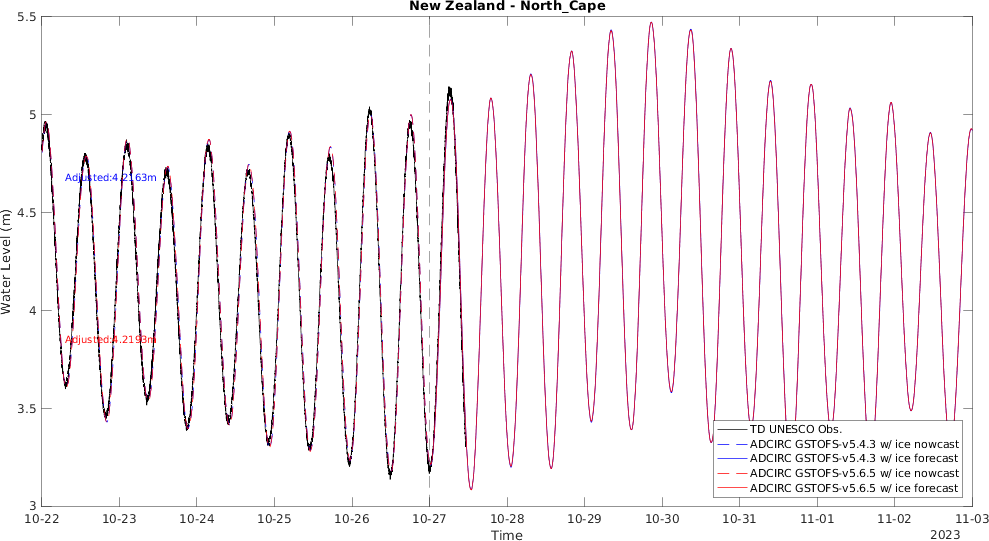 New Zealand - North_Cape
5.5
5
4.5
4
3.5
3
Water Level (m)
Adjusted:4.2163m
Adjusted:4.2193m
TD UNESCO Obs.
ADCIRC GSTOFS-v5.4.3 w/ ice nowcast
ADCIRC GSTOFS-v5.4.3 w/ ice forecast
ADCIRC GSTOFS-v5.6.5 w/ ice nowcast
ADCIRC GSTOFS-v5.6.5 w/ ice forecast
10-22 10-23 10-24 10-25 10-26 10-27 10-28 10-29 10-30 10-31 11-01 11-02 11-03
Time
2023